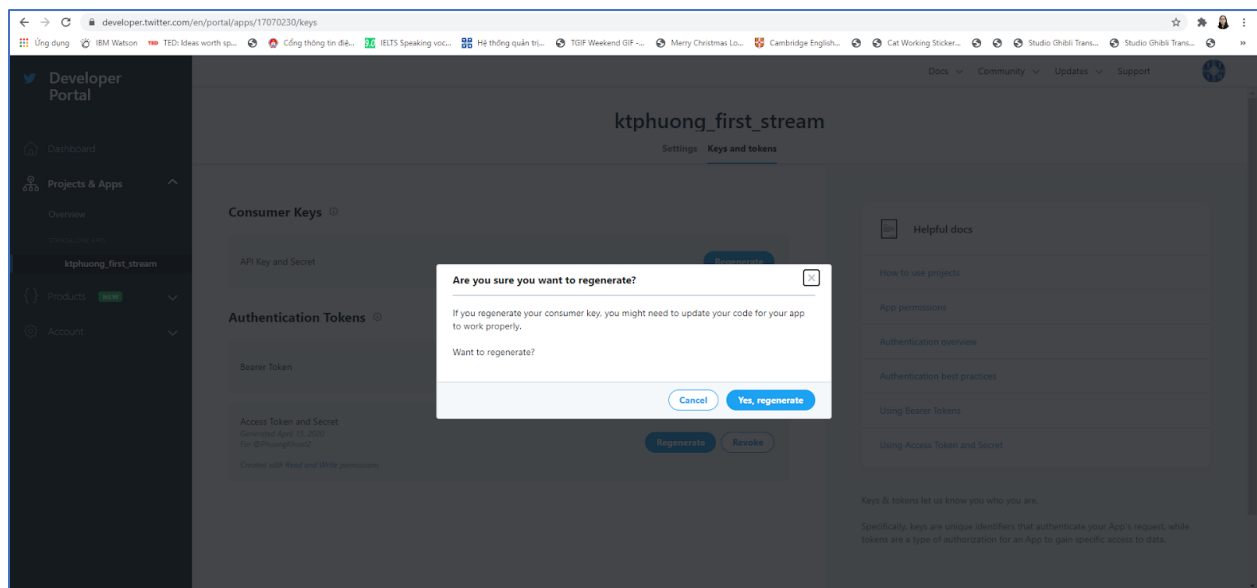 developer.twitter.com/en/portal/apps/17070230/keys
Ứng dụng IBM Watson TED TED: Ideas worth sp... Cổng thông tin điệ... 9.0 IELTS Speaking voc... Hệ thống quản trị... TGIF Weekend GIF -... Merry Christmas Lo... Cambridge English... Cat Working Sticker... Studio Ghibli Trans... Studio Ghibli Trans... »
Developer
Portal
Docs Community Updates Support
ktphuong_first_stream
Settings Keys and tokens
Dashboard
Projects & Apps
Overview
ktphuong_first_stream
Products NEW
Account
Consumer Keys
API Key and Secret
Regenerate
Authentication Tokens
Bearer Token
Access Token and Secret
Generated April 13, 2020
Created with Read and Write permissions
Regenerate Revoke
Are you sure you want to regenerate?
If you regenerate your consumer key, you might need to update your code for your app
to work properly.
Want to regenerate?
Cancel Yes, regenerate
Helpful docs
How to use projects
App permissions
Authentication overview
Authentication best practices
Using Bearer Tokens
Using Access Token and Secret
Keys & tokens let us know you who you are.
Specifically, keys are unique identifiers that authenticate your App's request, while
tokens are a type of authorization for an App to gain specific access to data.